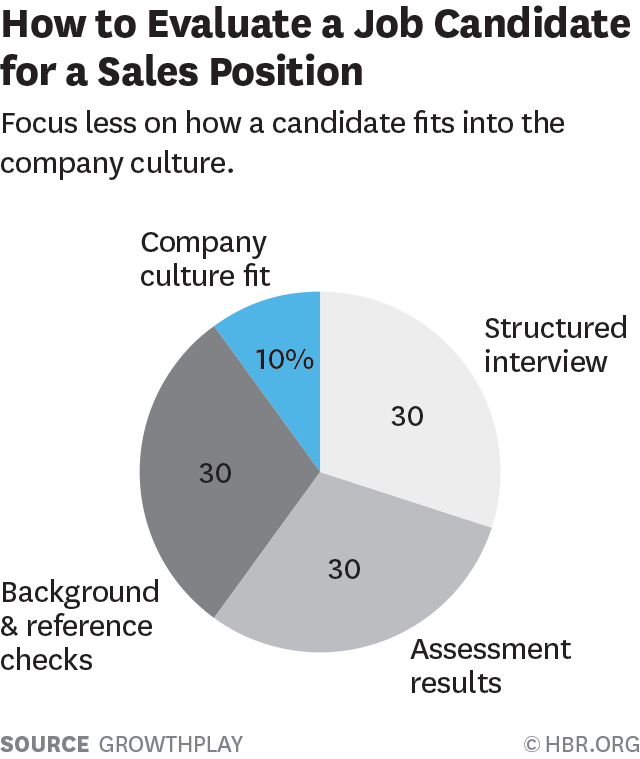 How to Evaluate a Job Candidate
for a Sales Position
Focus less on how a candidate fits into the
company culture.
Company
culture fit
10%
Structured
interview
30
30
30
Background
& reference
checks
Assessment
results
SOURCE GROWTHPLAY
© HBR.ORG